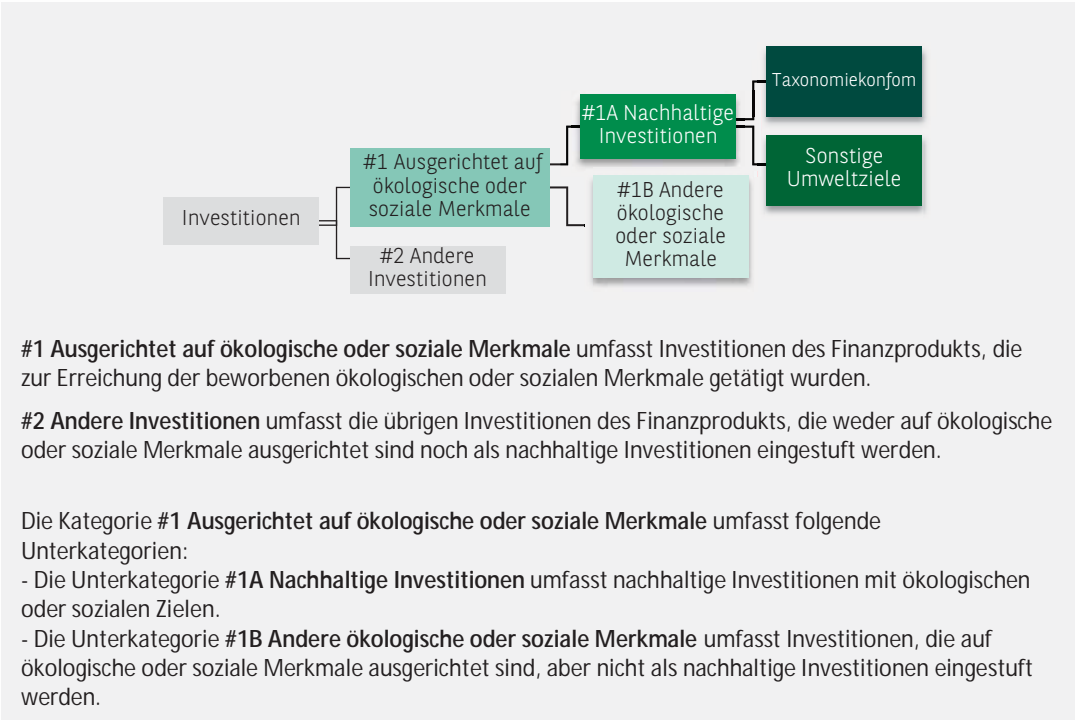 Taxonomiekonfom
#1A Nachhaltige
Investitionen
Sonstige
Umweltziele
#1 Ausgerichtet auf
ökologische oder
soziale Merkmale
#1B Andere
ökologische
oder soziale
Merkmale
Investitionen
#2 Andere
Investitionen
#1 Ausgerichtet auf ökologische oder soziale Merkmale umfasst Investitionen des Finanzprodukts, die
zur Erreichung der beworbenen ökologischen oder sozialen Merkmale getätigt wurden.
#2 Andere Investitionen umfasst die übrigen Investitionen des Finanzprodukts, die weder auf ökologische
oder soziale Merkmale ausgerichtet sind noch als nachhaltige Investitionen eingestuft werden.
Die Kategorie #1 Ausgerichtet auf ökologische oder soziale Merkmale umfasst folgende
Unterkategorien:
- Die Unterkategorie #1A Nachhaltige Investitionen umfasst nachhaltige Investitionen mit ökologischen
oder sozialen Zielen.
- Die Unterkategorie #1B Andere ökologische oder soziale Merkmale umfasst Investitionen, die auf
ökologische oder soziale Merkmale ausgerichtet sind, aber nicht als nachhaltige Investitionen eingestuft
werden.